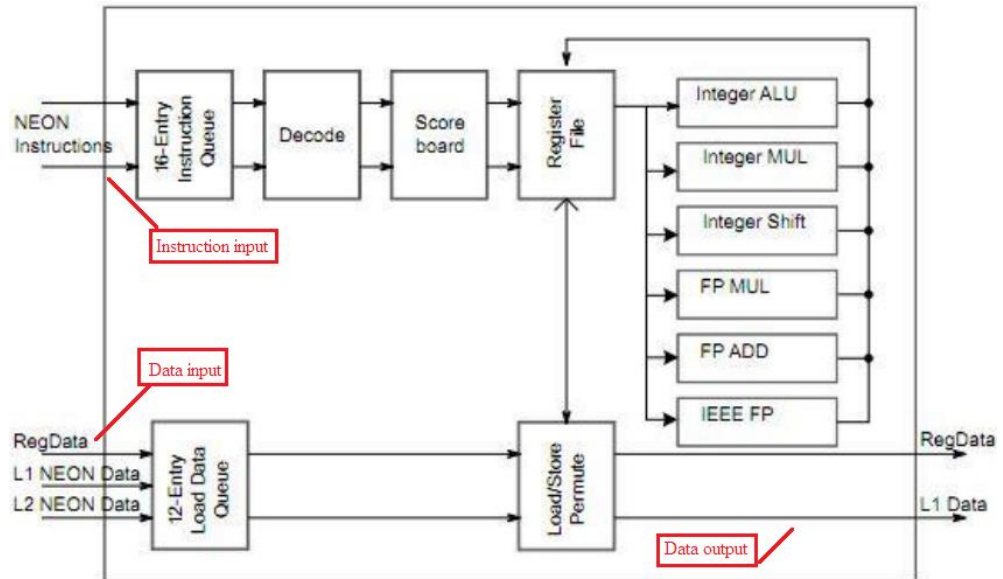 NEON
Instructions
16-Entry
Instruction
Queue
Decode
Score
board
Register
File
Integer ALU
Integer MUL
Integer Shift
FP MUL
FP ADD
IEEE FP
Instruction input
Data input
RegData
L1 NEON Data
L2 NEON Data
12-Entry
Load Data
Queue
Load/Store
Permute
RegData
L1 Data
Data output